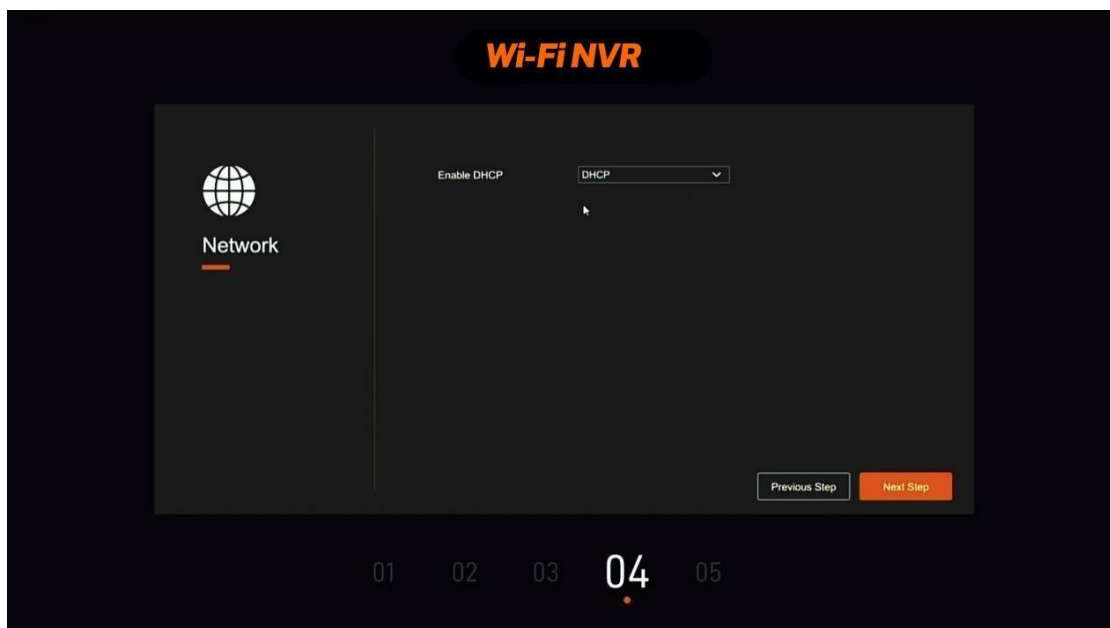 Wi-Fi NVR
Enable DHCP DHCP
Network
Previous Step Next Step
01 02 03 04 05